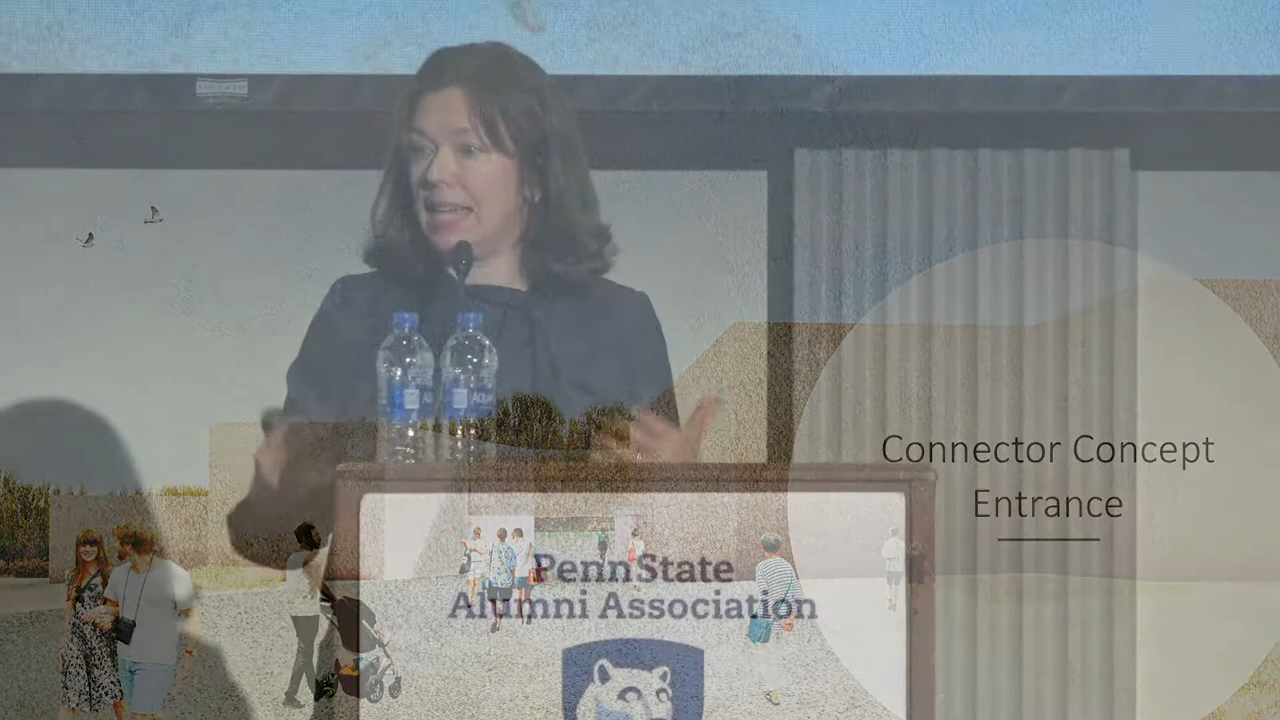 Connector Concept
Entrance
Penn State
Alumni Association